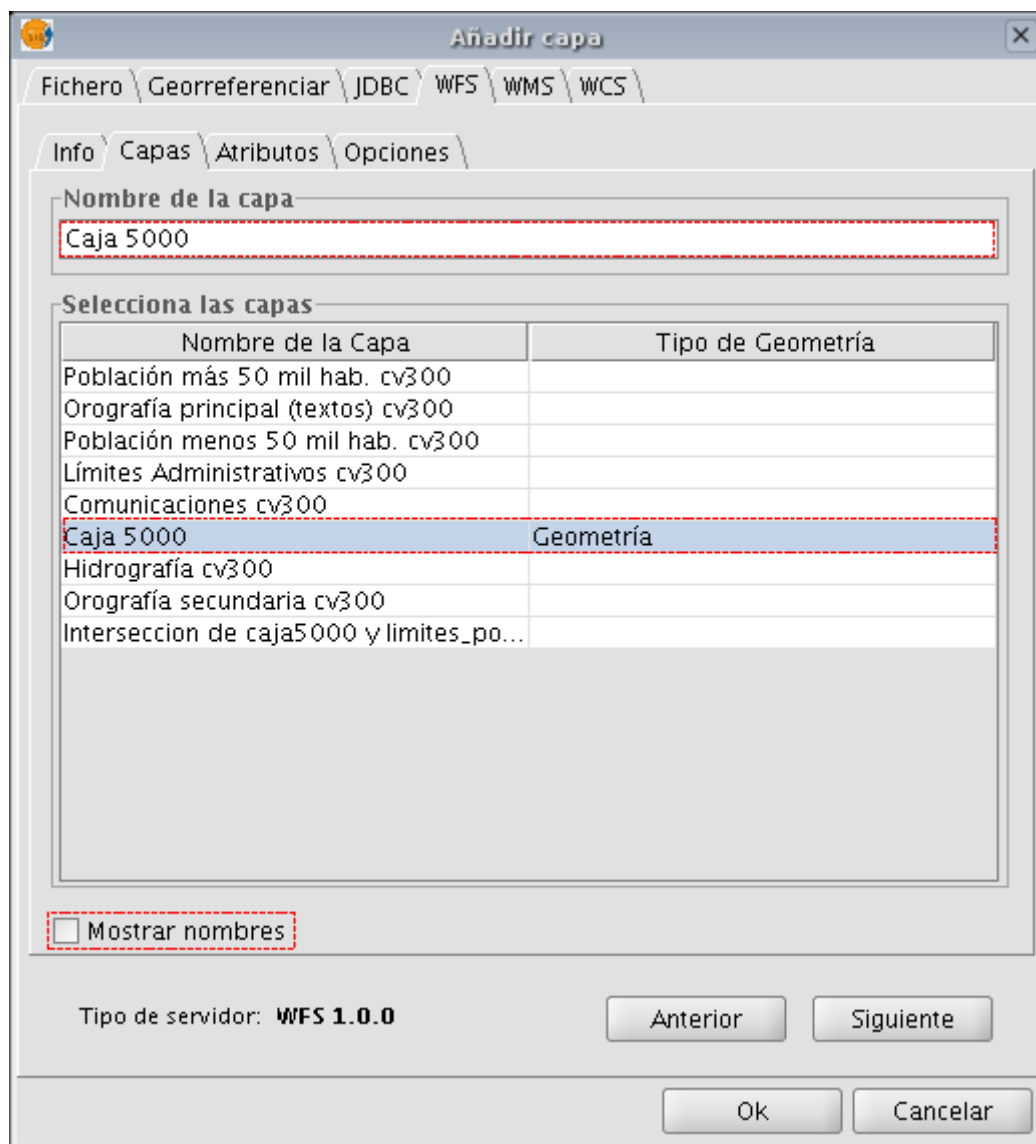 Añadir capa
Fichero Georreferenciar JDBC WFS WMS WCS
Info Capas Atributos Opciones
Nombre de la capa
Caja 5000
Selecciona las capas
Nombre de la Capa Tipo de Geometría
Población más 50 mil hab. cv300
Orografía principal (textos) cv300
Población menos 50 mil hab. cv300
Límites Administrativos cv300
Comunicaciones cv300
Caja 5000 Geometría
Hidrografía cv300
Orografía secundaria cv300
Interseccion de caja5000 y limites_po...
Mostrar nombres
Tipo de servidor: WFS 1.0.0 Anterior Siguiente
Ok Cancelar